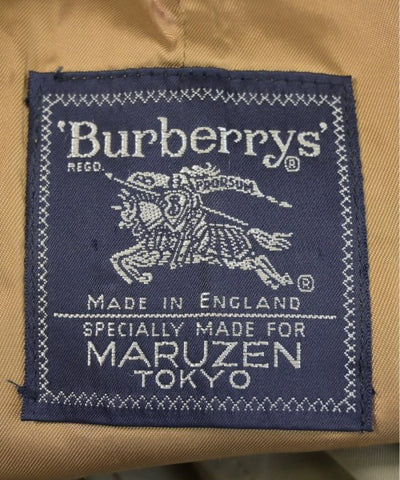 'Burberrys'®
REGD.
PRORSUM
®
MADE IN ENGLAND
SPECIALLY MADE FOR
MARUZEN
TOKYO